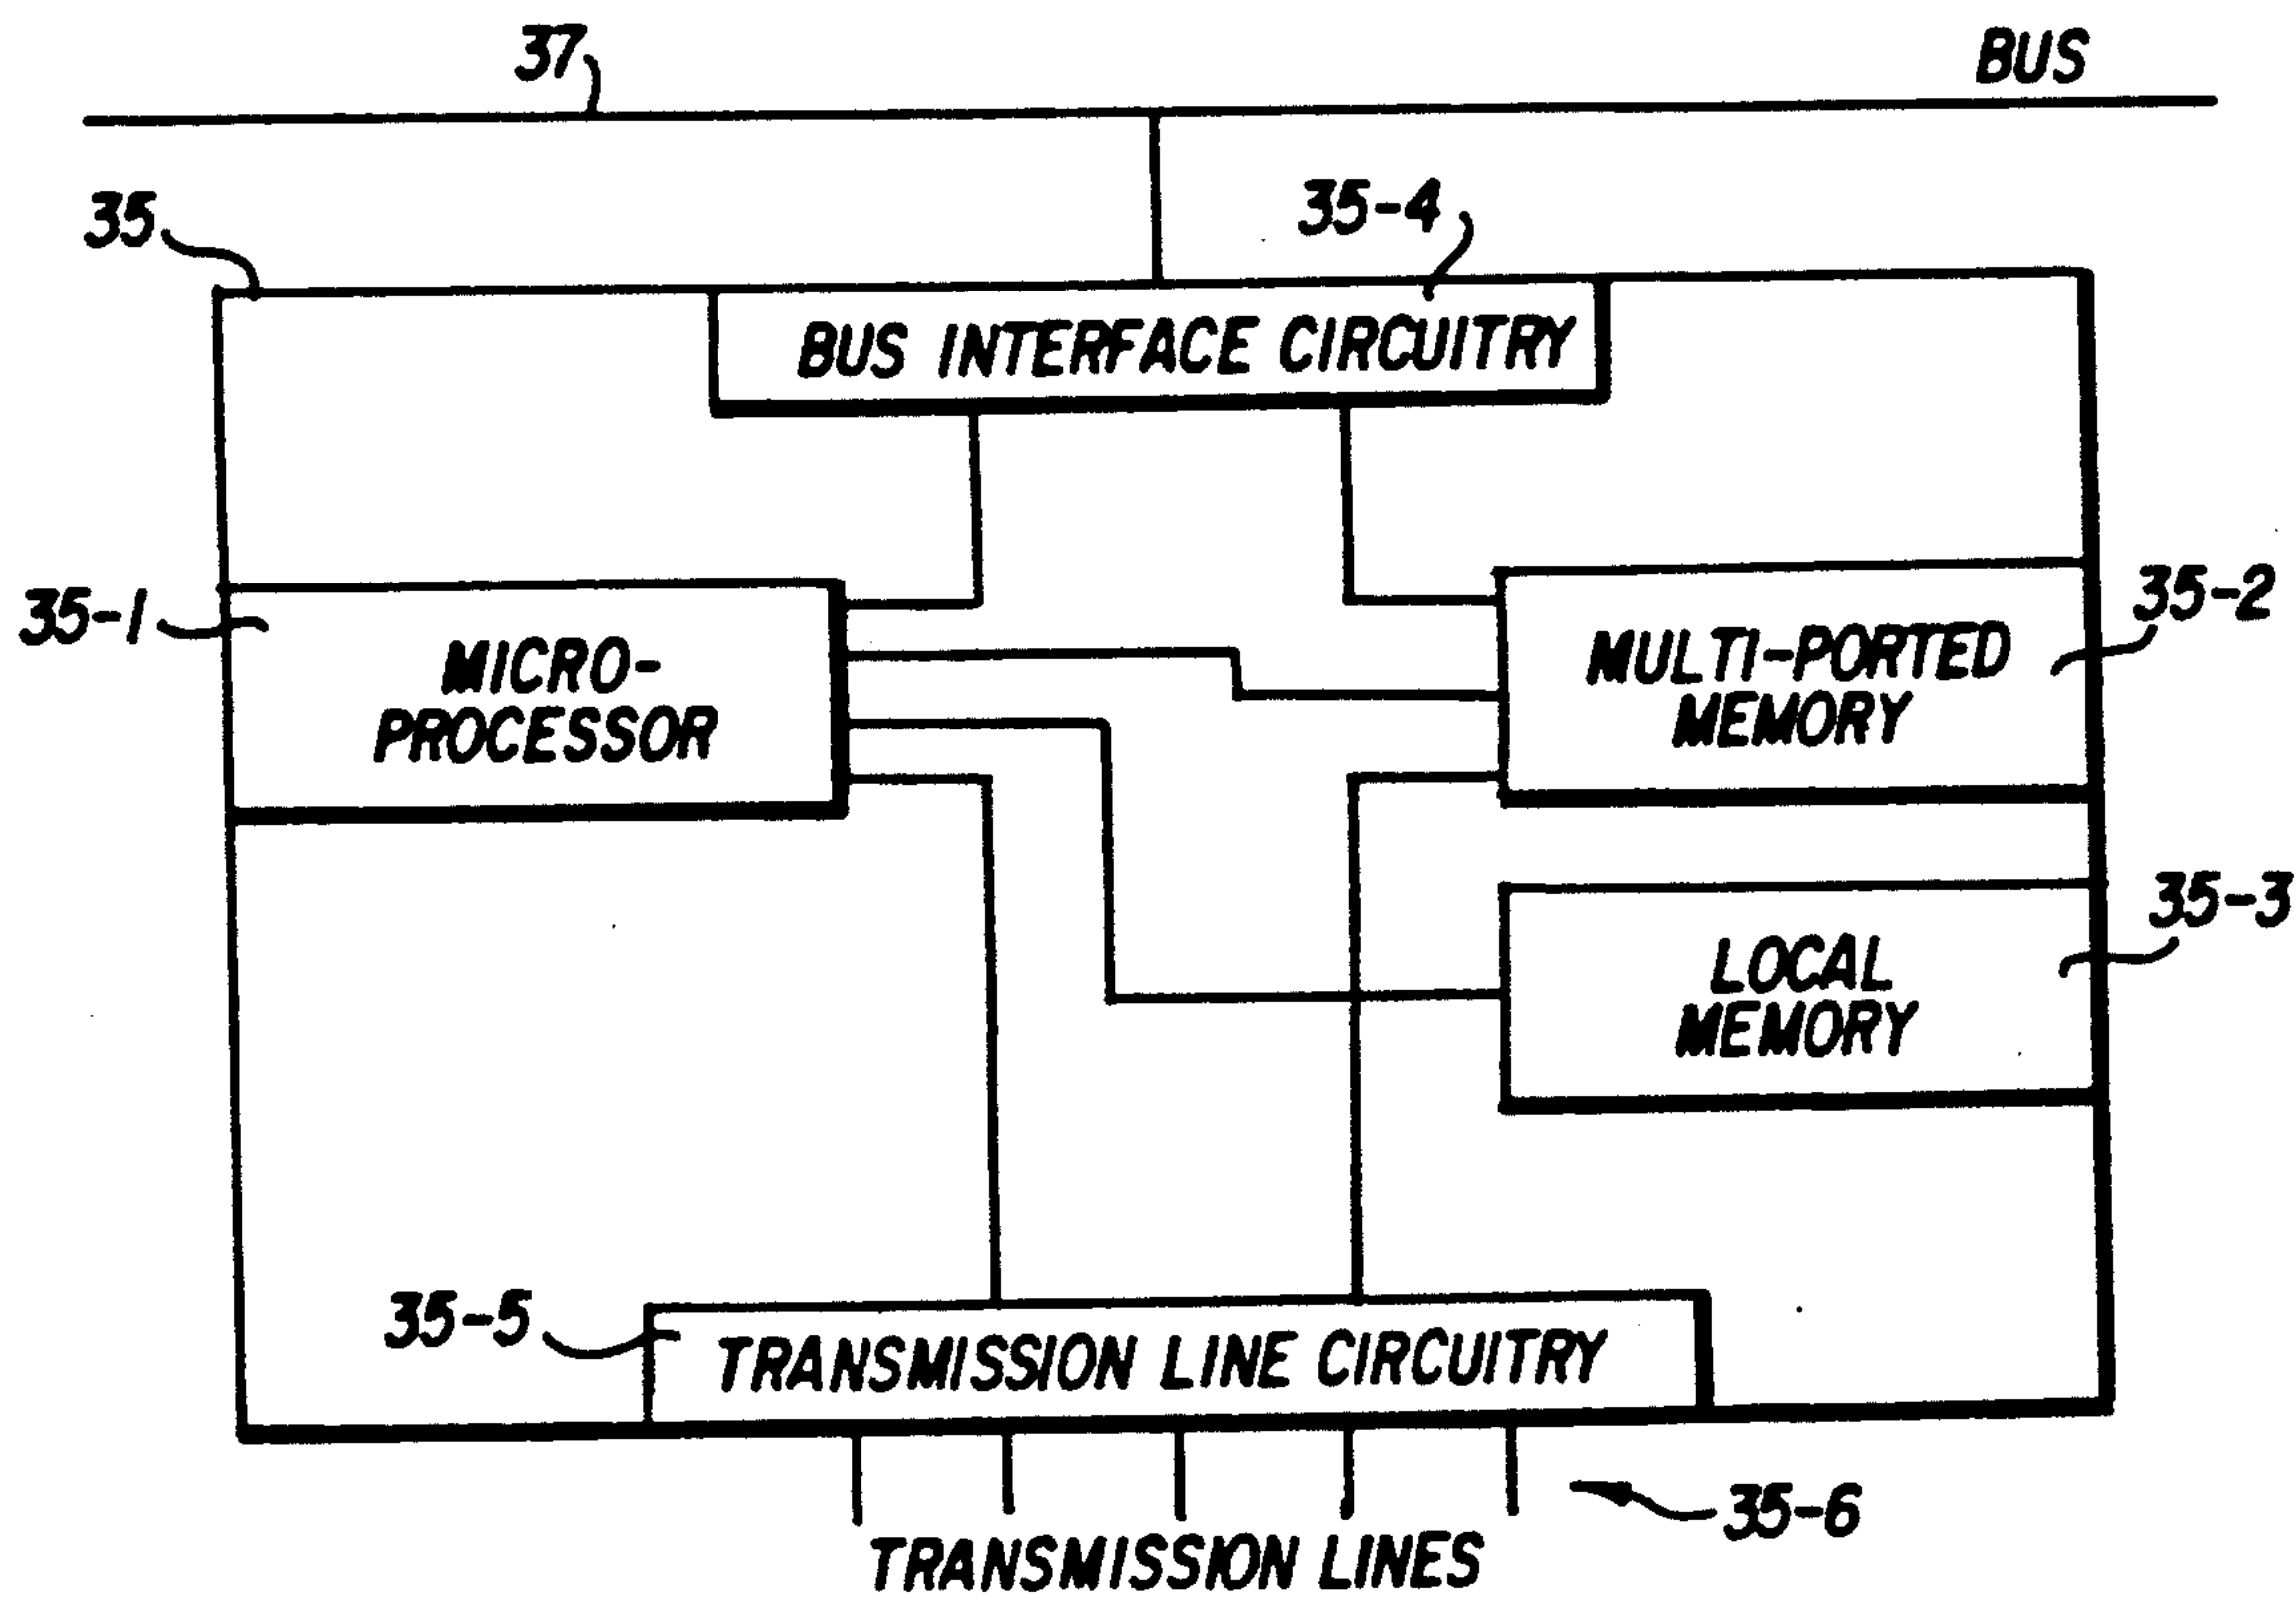 37
BUS
35
35-4
BUS INTERFACE CIRCUITRY
35-1
MICRO-
PROCESSOR
35-2
MULTI-PORTED
MEMORY
35-3
LOCAL
MEMORY
35-5
TRANSMISSION LINE CIRCUITRY
35-6
TRANSMISSION LINES